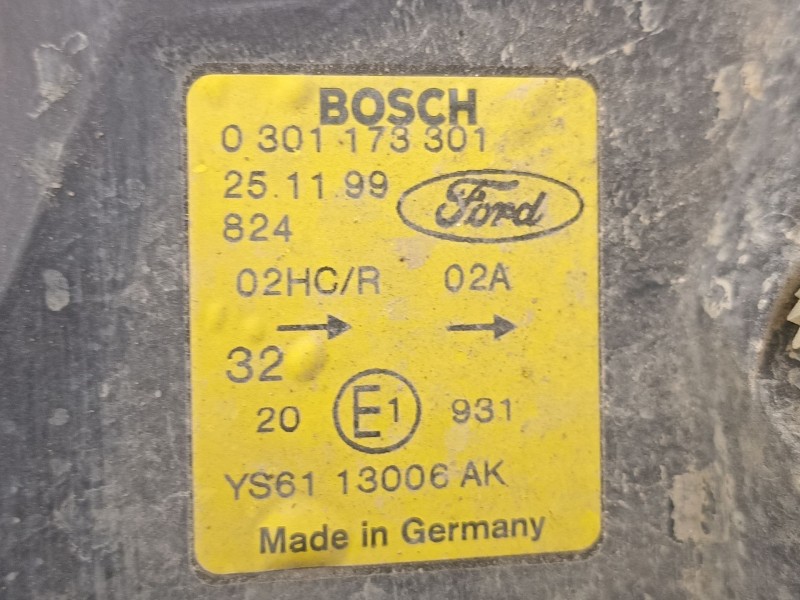 BOSCH
0 301 173 301
25.11.99
Ford
824
02HC/R 02A
→ →
32
20 E1 931
YS61 13006 AK
Made in Germany